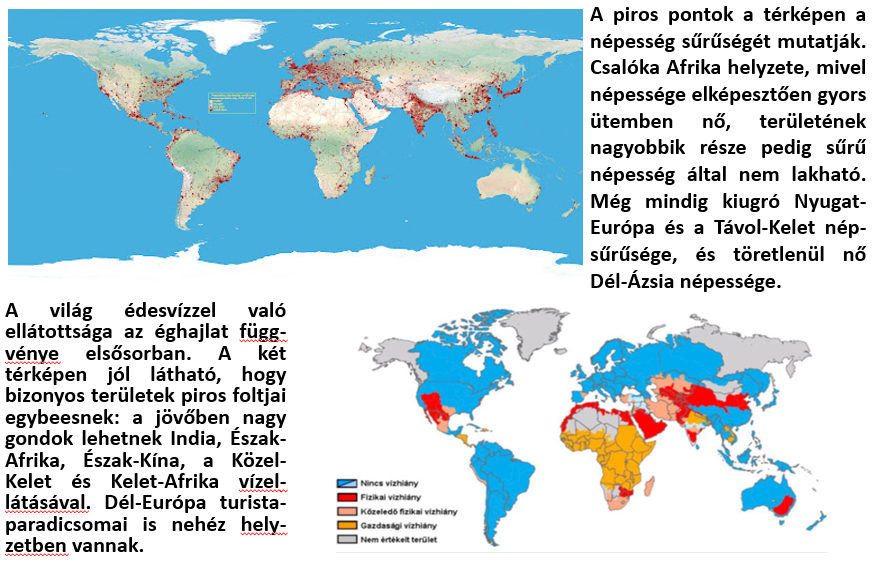 A piros pontok a térképen a
népesség sűrűségét mutatják.
Csalóka Afrika helyzete, mivel
népessége elképesztően gyors
ütemben nő, területének
nagyobbik része pedig sűrű
népesség által nem lakható.
Még mindig kiugró Nyugat-
Európa és a Távol-Kelet nép-
sűrűsége, és töretlenül nő
Dél-Ázsia népessége.
A világ édesvízzel való
ellátottsága az éghajlat függ-
vénye elsősorban. A két
térképen jól látható, hogy
bizonyos területek piros foltjai
egybeesnek: a jövőben nagy
gondok lehetnek India, Észak-
Afrika, Észak-Kína, a Közel-
Kelet és Kelet-Afrika vízel-
látásával. Dél-Európa turista-
paradicsomai is nehéz hely-
zetben vannak.
Nincs vízhiány
Fizikai vízhiány
Közeledő fizikai vízhiány
Gazdasági vízhiány
Nem értékelt terület